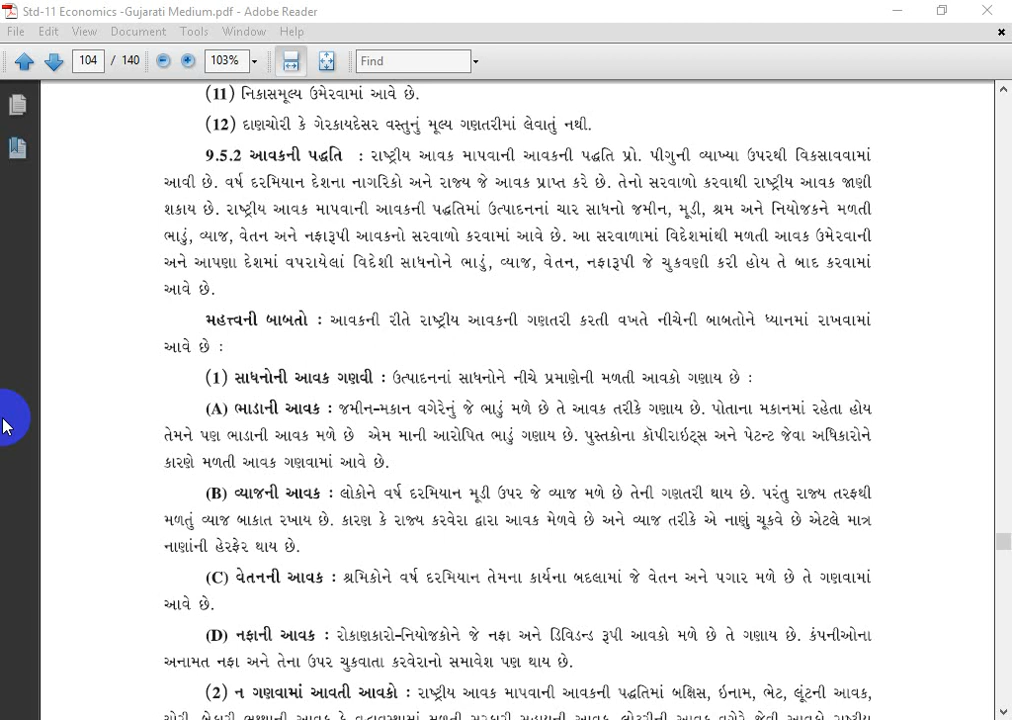 Std-11 Economics -Gujarati Medium.pdf - Adobe Reader
File Edit View Document Tools Window Help
104 / 140 103% Find
(11) નિકાસમૂલ્ય ઉમેરવામાં આવે છે.
(12) દાણચોરી કે ગેરકાયદેસર વસ્તુનું મૂલ્ય ગણતરીમાં લેવાતું નથી.
9.5.2 આવકની પદ્ધતિ : રાષ્ટ્રીય આવક માપવાની આવકની પદ્ધતિ પ્રો. પીગુની વ્યાખ્યા ઉપરથી વિકસાવવામાં
આવી છે. વર્ષ દરમિયાન દેશના નાગરિકો અને રાજ્ય જે આવક પ્રાપ્ત કરે છે. તેનો સરવાળો કરવાથી રાષ્ટ્રીય આવક જાણી
શકાય છે. રાષ્ટ્રીય આવક માપવાની આવકની પદ્ધતિમાં ઉત્પાદનનાં ચાર સાધનો જમીન, મૂડી, શ્રમ અને નિયોજકને મળતી
ભાડું, વ્યાજ, વેતન અને નફારૂપી આવકનો સરવાળો કરવામાં આવે છે. આ સરવાળામાં વિદેશમાંથી મળતી આવક ઉમેરવાની
અને આપણા દેશમાં વપરાયેલાં વિદેશી સાધનોને ભાડું, વ્યાજ, વેતન, નફારૂપી જે ચુકવણી કરી હોય તે બાદ કરવામાં
આવે છે.
મહત્ત્વની બાબતો : આવકની રીતે રાષ્ટ્રીય આવકની ગણતરી કરતી વખતે નીચેની બાબતોને ધ્યાનમાં રાખવામાં
આવે છે :
(1) સાધનોની આવક ગણવી : ઉત્પાદનનાં સાધનોને નીચે પ્રમાણેની મળતી આવકો ગણાય છે :
(A) ભાડાની આવક : જમીન-મકાન વગેરેનું જે ભાડું મળે છે તે આવક તરીકે ગણાય છે. પોતાના મકાનમાં રહેતા હોય
તેમને પણ ભાડાની આવક મળે છે એમ માની આરોપિત ભાડું ગણાય છે. પુસ્તકોના કૉપીરાઇટ્સ અને પેટન્ટ જેવા અધિકારોને
કારણે મળતી આવક ગણવામાં આવે છે.
(B) વ્યાજની આવક : લોકોને વર્ષ દરમિયાન મૂડી ઉપર જે વ્યાજ મળે છે તેની ગણતરી થાય છે. પરંતુ રાજ્ય તરફથી
મળતું વ્યાજ બાકાત રખાય છે. કારણ કે રાજ્ય કરવેરા દ્વારા આવક મેળવે છે અને વ્યાજ તરીકે એ નાણું ચૂકવે છે એટલે માત્ર
નાણાંની હેરફેર થાય છે.
(C) વેતનની આવક : શ્રમિકોને વર્ષ દરમિયાન તેમના કાર્યના બદલામાં જે વેતન અને પગાર મળે છે તે ગણવામાં
આવે છે.
(D) નફાની આવક : રોકાણકારો-નિયોજકોને જે નફા અને ડિવિડન્ડ રૂપી આવકો મળે છે તે ગણાય છે. કંપનીઓના
અનામત નફા અને તેના ઉપર ચુકવાતા કરવેરાનો સમાવેશ પણ થાય છે.
(2) ન ગણવામાં આવતી આવકો : રાષ્ટ્રીય આવક માપવાની આવકની પદ્ધતિમાં બક્ષિસ, ઇનામ, ભેટ, લૂંટની આવક,